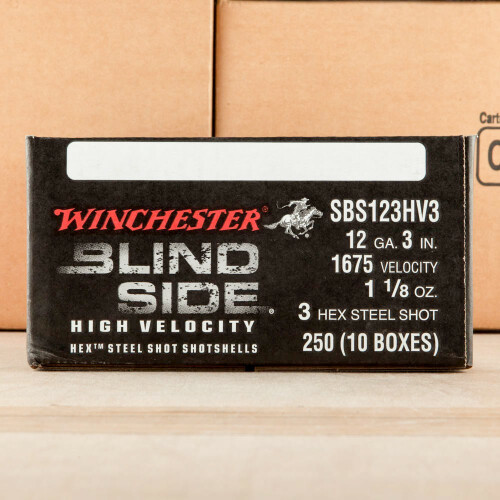 WINCHESTER
BLIND
SIDE®
HIGH VELOCITY
HEX™ STEEL SHOT SHOTSHELLS
SBS123HV3
12 GA. 3 IN.
1675 VELOCITY
1 1/8 OZ.
3 HEX STEEL SHOT
250 (10 BOXES)
Cart